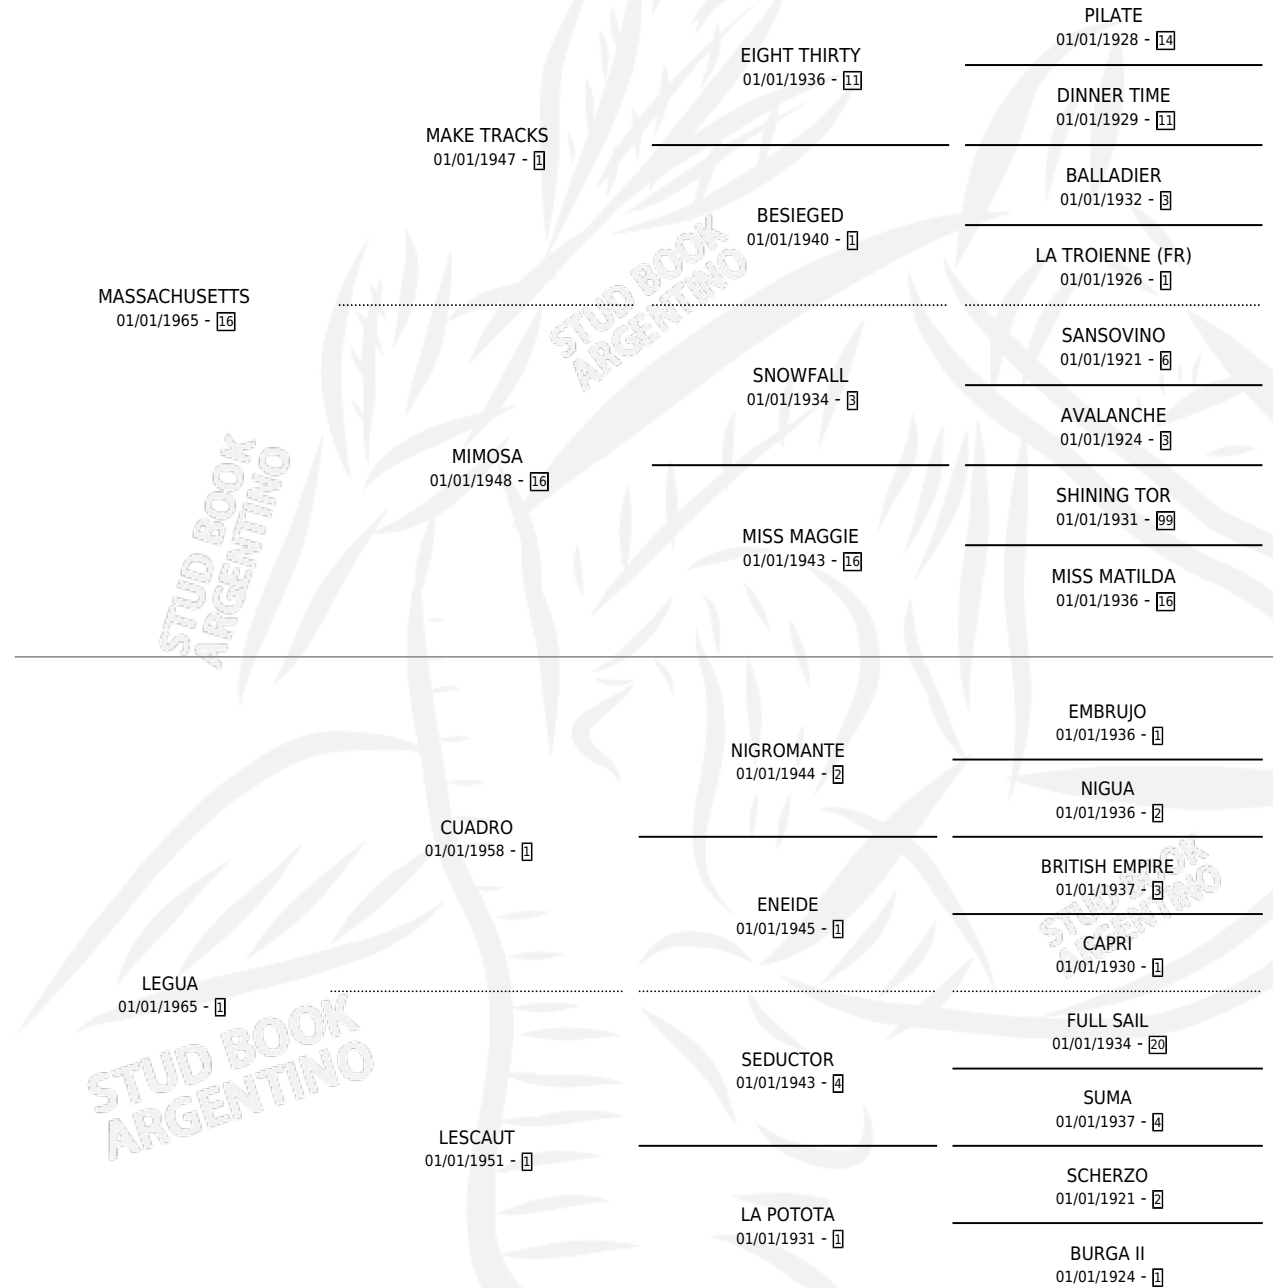 PILATE
01/01/1928 - 14
EIGHT THIRTY
01/01/1936 - 11
DINNER TIME
01/01/1929 - 11
MAKE TRACKS
01/01/1947 - 1
BALLADIER
01/01/1932 - 3
BESIEGED
01/01/1940 - 1
LA TROIENNE (FR)
01/01/1926 - 1
MASSACHUSETTS
01/01/1965 - 16
STUD BOOK
ARGENTINO
SANSOVINO
01/01/1921 - 6
SNOWFALL
01/01/1934 - 3
AVALANCHE
01/01/1924 - 3
MIMOSA
01/01/1948 - 16
SHINING TOR
01/01/1931 - 99
MISS MAGGIE
01/01/1943 - 16
MISS MATILDA
01/01/1936 - 16
STUD BOOK
ARGENTINO
EMBRUJO
01/01/1936 - 1
NIGROMANTE
01/01/1944 - 2
NIGUA
01/01/1936 - 2
CUADRO
01/01/1958 - 1
BRITISH EMPIRE
01/01/1937 - 3
ENEIDE
01/01/1945 - 1
STUD BOOK
ARGENTINO
CAPRI
01/01/1930 - 1
LEGUA
01/01/1965 - 1
FULL SAIL
01/01/1934 - 20
SEDUCTOR
01/01/1943 - 4
STUD BOOK
ARGENTINO
SUMA
01/01/1937 - 4
LESCAUT
01/01/1951 - 1
SCHERZO
01/01/1921 - 2
LA POTOTA
01/01/1931 - 1
BURGA II
01/01/1924 - 1